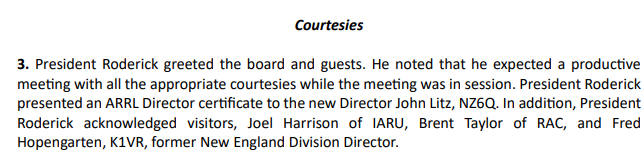 Courtesies
3. President Roderick greeted the board and guests. He noted that he expected a productive
meeting with all the appropriate courtesies while the meeting was in session. President Roderick
presented an ARRL Director certificate to the new Director John Litz, NZ6Q. In addition, President
Roderick acknowledged visitors, Joel Harrison of IARU, Brent Taylor of RAC, and Fred
Hopengarten, K1VR, former New England Division Director.